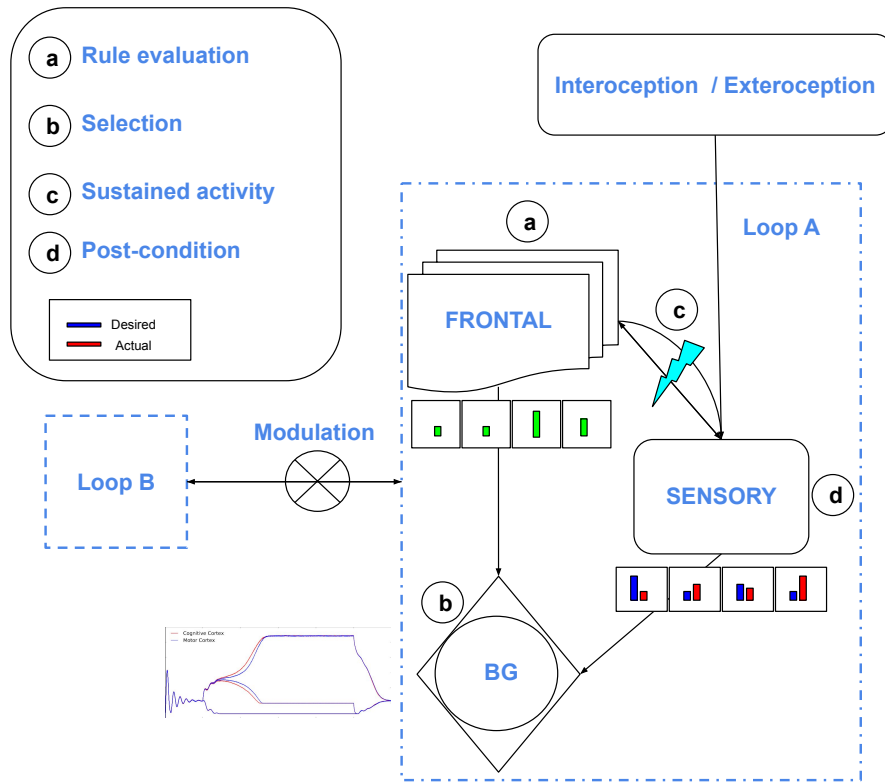 a Rule evaluation
b Selection
c Sustained activity
d Post-condition
Desired
Actual
Interoception / Exteroception
Loop A
a
FRONTAL
c
Modulation
Loop B
SENSORY
d
b
BG
Cognitive Cortex
Motor Cortex